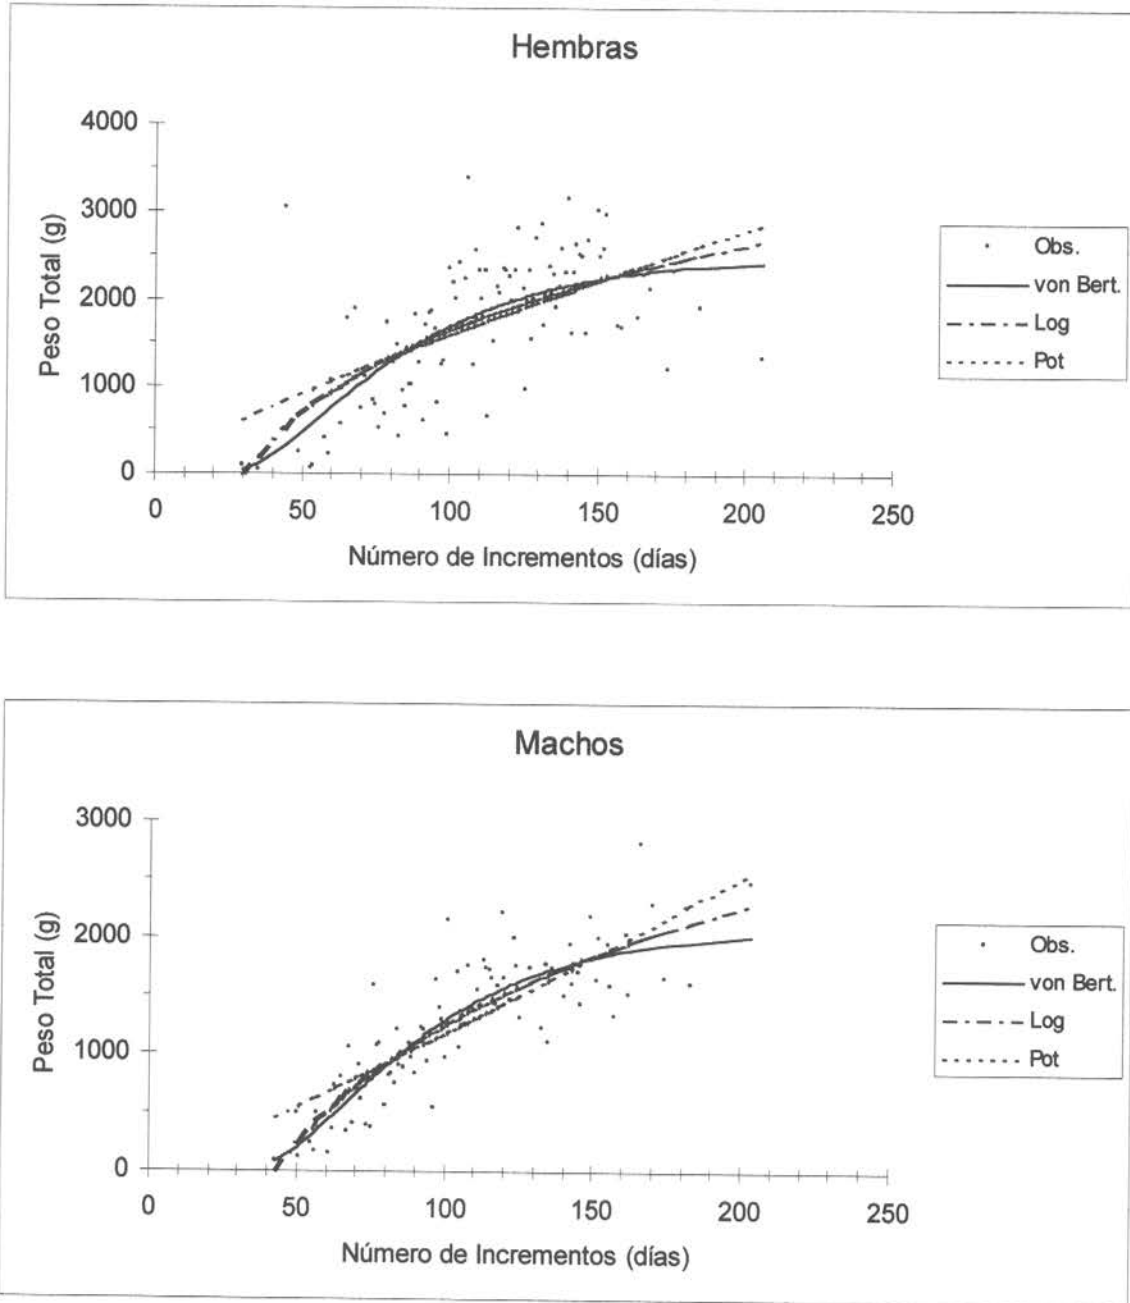 Hembras
4000
3000
2000
1000
0
Peso Total (g)
0 50 100 150 200 250
Número de Incrementos (días)
Obs.
von Bert.
Log
Pot
Machos
3000
2000
1000
0
Peso Total (g)
0 50 100 150 200 250
Número de Incrementos (días)
Obs.
von Bert.
Log
Pot